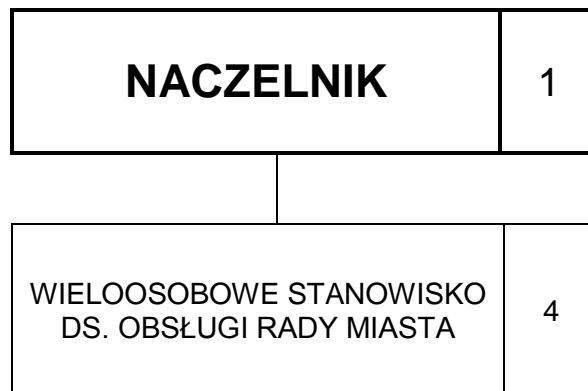 NACZELNIK 1
WIELOOSOBOWE STANOWISKO
DS. OBSŁUGI RADY MIASTA
4